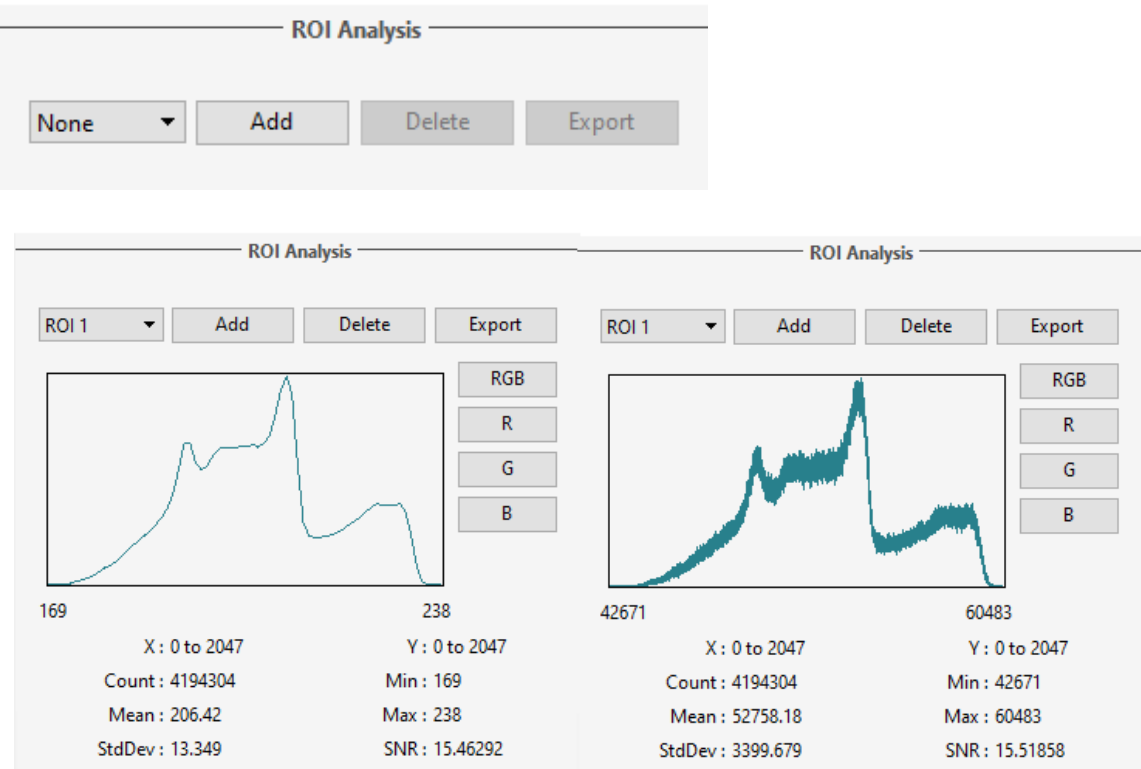 ROI Analysis
None Add Delete Export
ROI Analysis
ROI 1 Add Delete Export
RGB
R
G
B
169 238
X : 0 to 2047 Y : 0 to 2047
Count : 4194304 Min : 169
Mean : 206.42 Max : 238
StdDev : 13.349 SNR : 15.46292
ROI Analysis
ROI 1 Add Delete Export
RGB
R
G
B
42671 60483
X : 0 to 2047 Y : 0 to 2047
Count : 4194304 Min : 42671
Mean : 52758.18 Max : 60483
StdDev : 3399.679 SNR : 15.51858